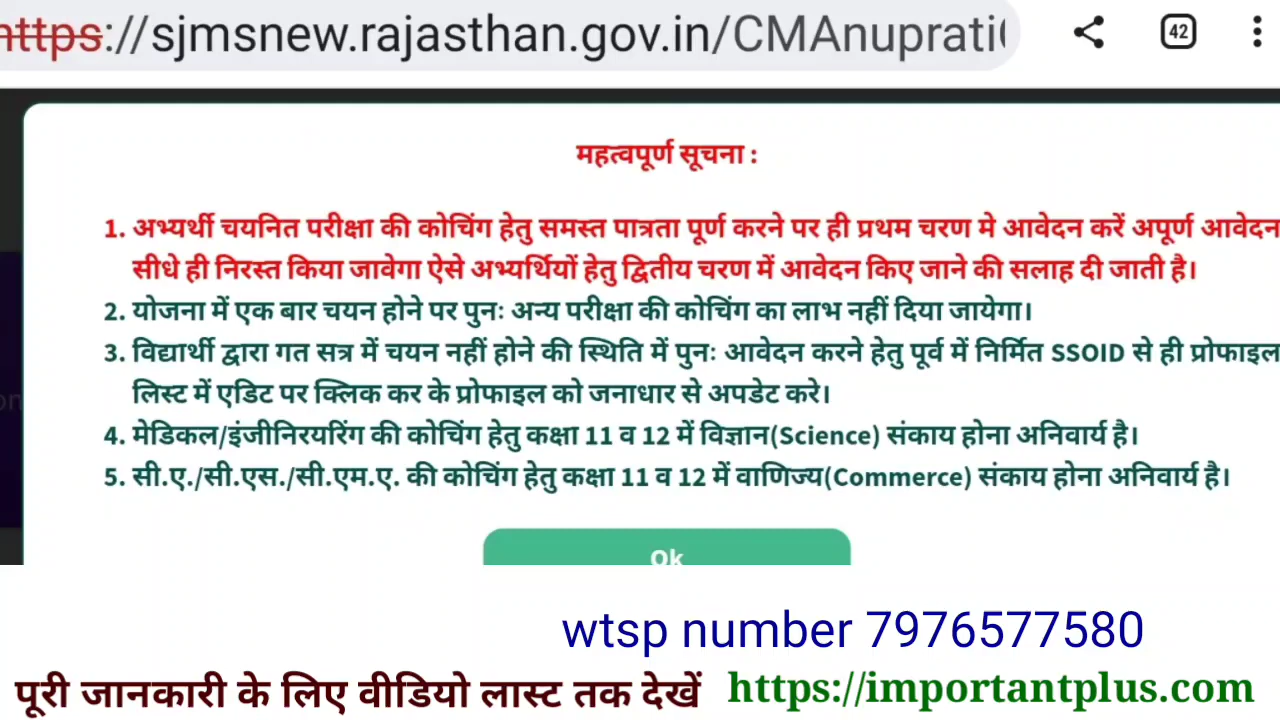 https://sjmsnew.rajasthan.gov.in/CMAnuprati
42
महत्वपूर्ण सूचना :
1. अभ्यर्थी चयनित परीक्षा की कोचिंग हेतु समस्त पात्रता पूर्ण करने पर ही प्रथम चरण मे आवेदन करें अपूर्ण आवेदन
सीधे ही निरस्त किया जावेगा ऐसे अभ्यर्थियों हेतु द्वितीय चरण में आवेदन किए जाने की सलाह दी जाती है।
2. योजना में एक बार चयन होने पर पुनः अन्य परीक्षा की कोचिंग का लाभ नहीं दिया जायेगा।
3. विद्यार्थी द्वारा गत सत्र में चयन नहीं होने की स्थिति में पुनः आवेदन करने हेतु पूर्व में निर्मित SSOID से ही प्रोफाइल
लिस्ट में एडिट पर क्लिक कर के प्रोफाइल को जनाधार से अपडेट करे।
4. मेडिकल/इंजीनिरयरिंग की कोचिंग हेतु कक्षा 11 व 12 में विज्ञान(Science) संकाय होना अनिवार्य है।
5. सी.ए./सी.एस./सी.एम.ए. की कोचिंग हेतु कक्षा 11 व 12 में वाणिज्य(Commerce) संकाय होना अनिवार्य है।
Ok
wtsp number 7976577580
पूरी जानकारी के लिए वीडियो लास्ट तक देखें https://importantplus.com